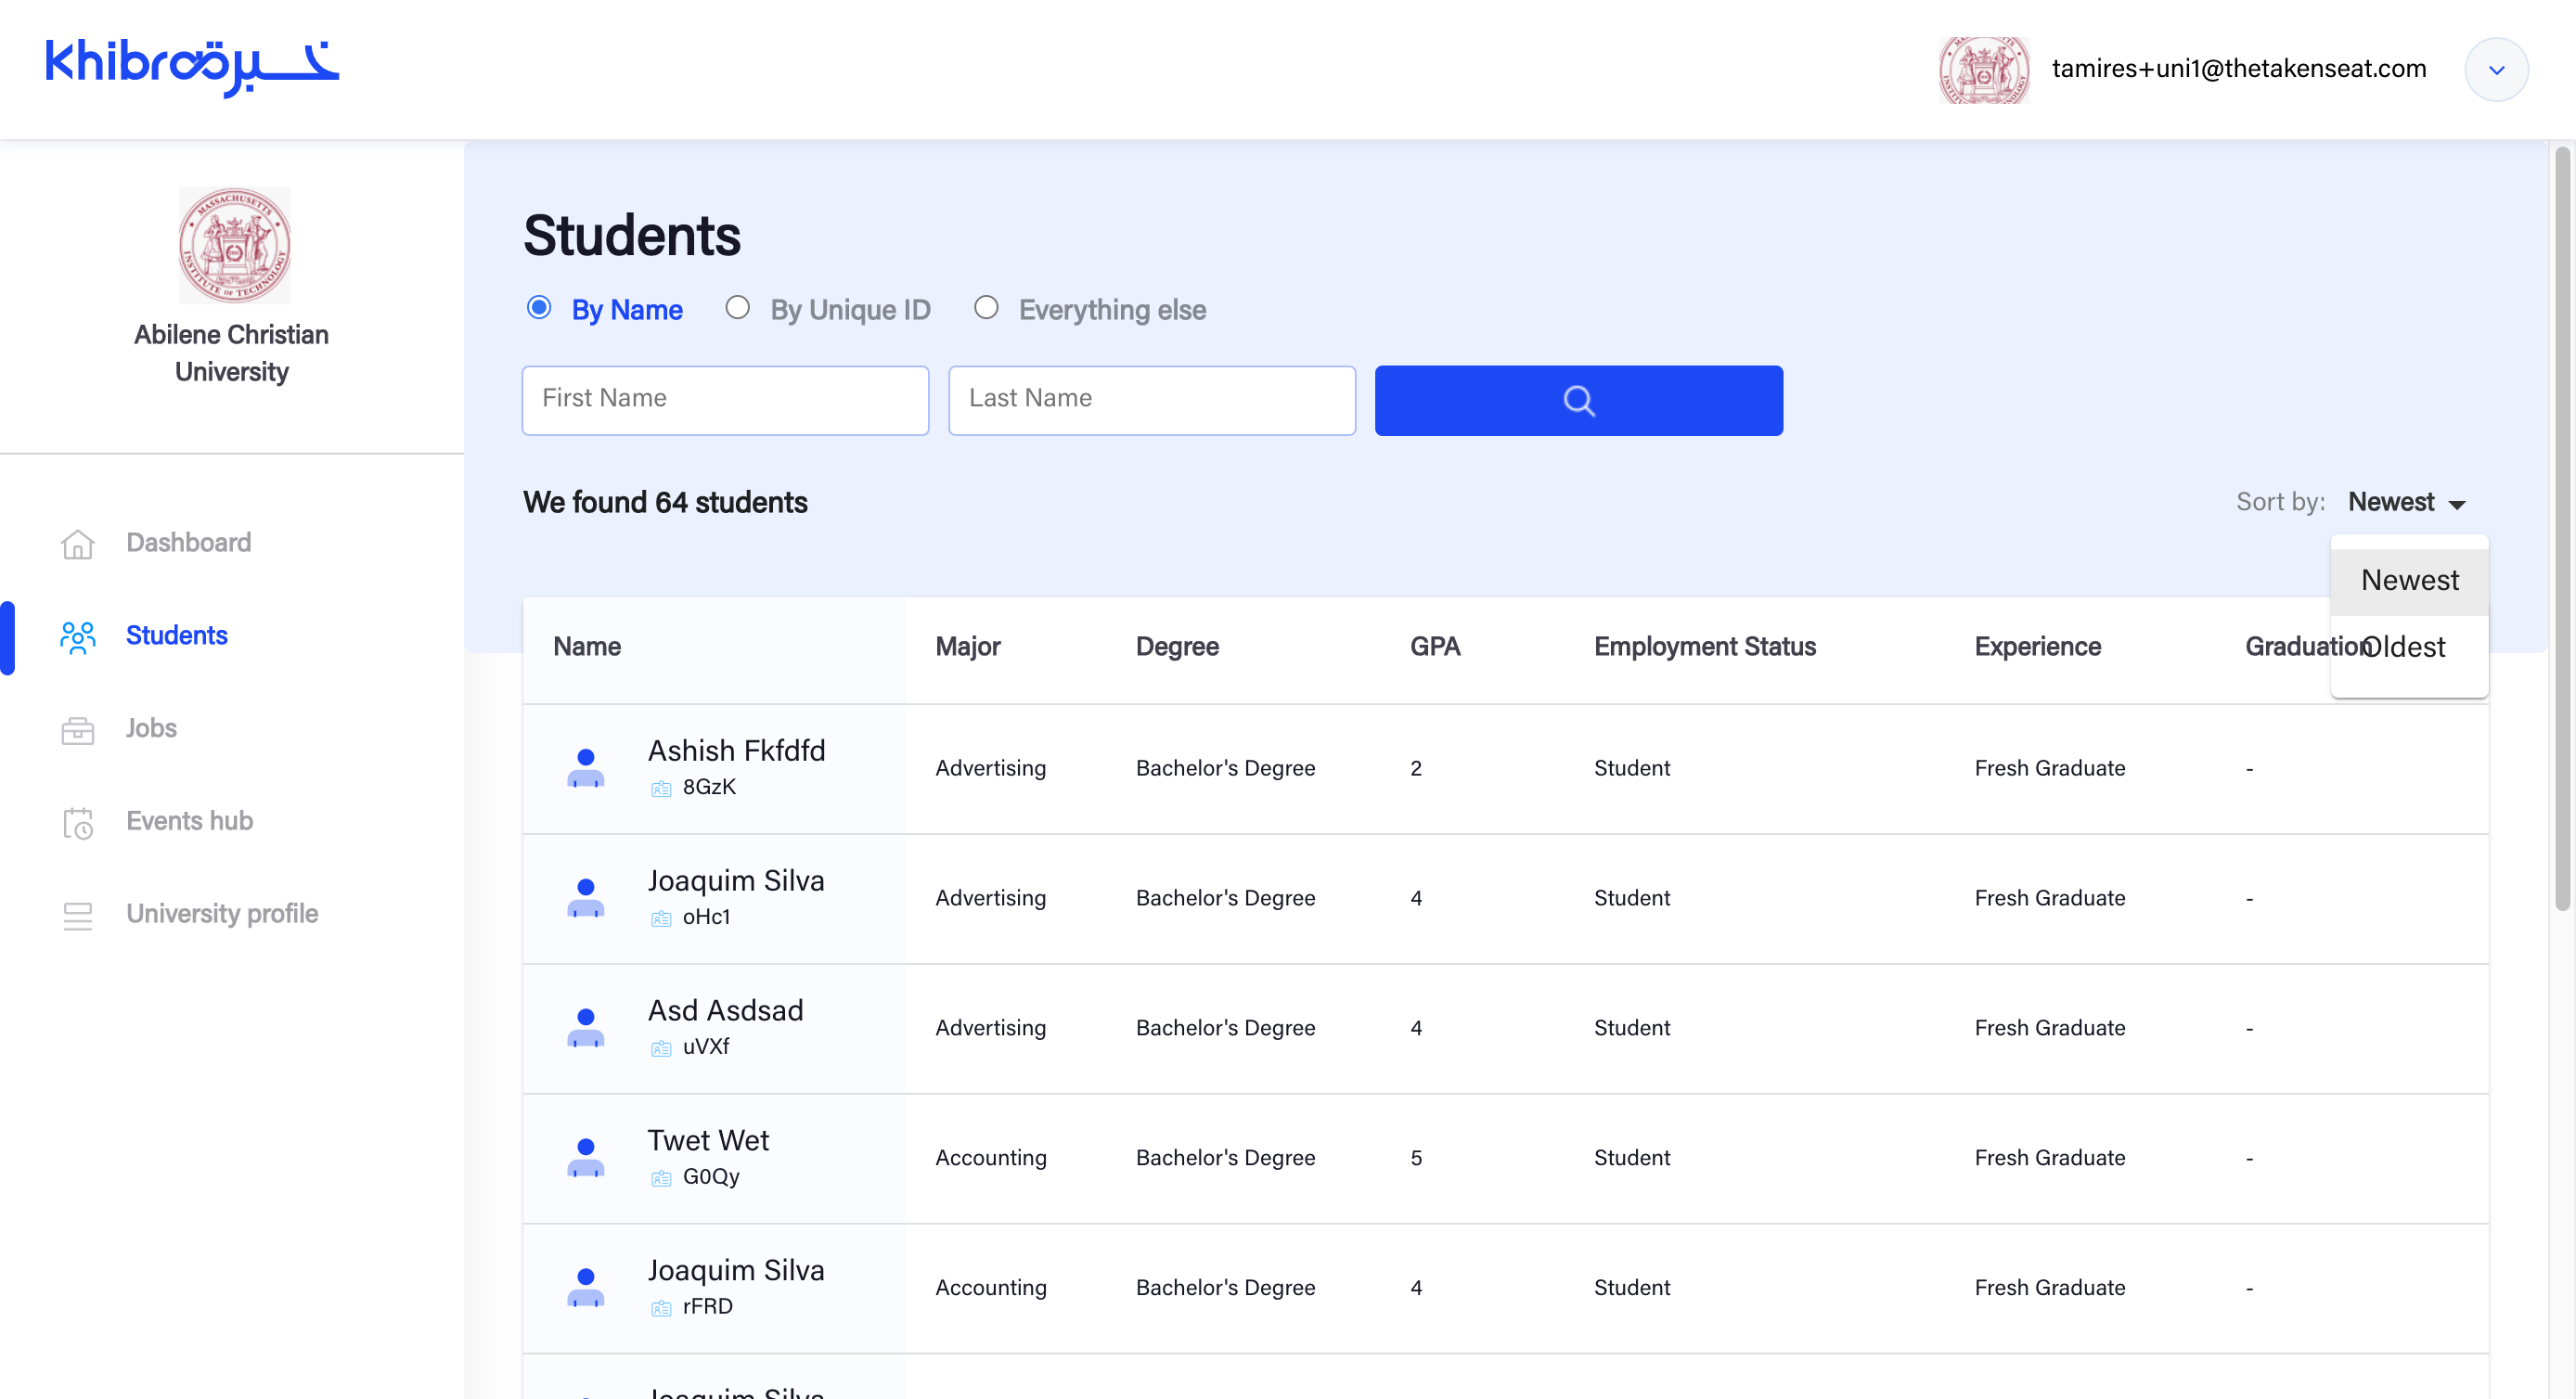 khibra خبرة
tamires+uni1@thetakenseat.com
MASSACHUSETTS
INSTITUTE OF TECHNOLOGY
Abilene Christian
University
Dashboard
Students
Jobs
Events hub
University profile
Students
By Name By Unique ID Everything else
First Name Last Name
We found 64 students
Sort by: Newest
Newest
Oldest
Name Major Degree GPA Employment Status Experience Graduation
Ashish Fkfdfd
8GzK
Advertising Bachelor's Degree 2 Student Fresh Graduate -
Joaquim Silva
oHc1
Advertising Bachelor's Degree 4 Student Fresh Graduate -
Asd Asdsad
uVXf
Advertising Bachelor's Degree 4 Student Fresh Graduate -
Twet Wet
G0Qy
Accounting Bachelor's Degree 5 Student Fresh Graduate -
Joaquim Silva
rFRD
Accounting Bachelor's Degree 4 Student Fresh Graduate -
Joaquim Silva